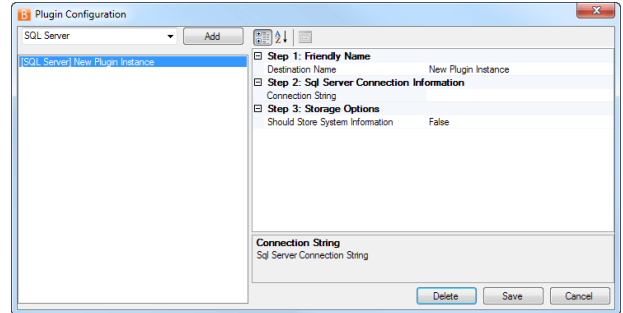 Plugin Configuration
SQL Server Add
[SQL Server] New Plugin Instance
Step 1: Friendly Name
Destination Name New Plugin Instance
Step 2: Sql Server Connection Information
Connection String
Step 3: Storage Options
Should Store System Information False
Connection String
Sql Server Connection String
Delete Save Cancel